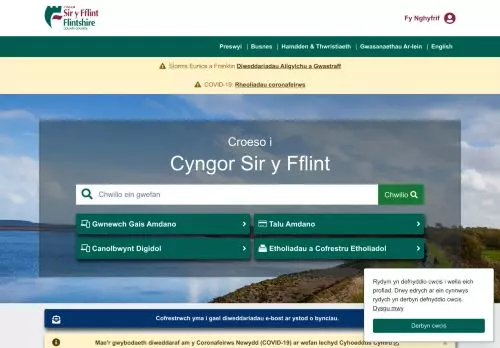 CYNGOR
Sir y Fflint
Flintshire
COUNTY COUNCIL
Fy Nghyfrif
Preswyl | Busnes | Hamdden & Thwristiaeth | Gwasanaethau Ar-lein | English
Storms Eunice a Franklin Diweddariadau Ailgylchu a Gwastraff
COVID-19: Rheoliadau coronafeirws
Croeso i
Cyngor Sir y Fflint
Chwilio ein gwefan
Chwilio
Gwnewch Gais Amdano
Talu Amdano
Canolbwynt Digidol
Etholiadau a Cofrestru Etholiadol
Rydym yn defnyddio cwcis i wella eich
profiad. Drwy edrych ar ein cynnwys
rydych yn derbyn defnyddio cwcis.
Dysgu mwy
Derbyn cwcis
Cofrestrwch yma i gael diweddariadau e-bost ar ystod o bynciau.
Mae'r gwybodaeth ddiweddaraf am y Coronafeirws Newydd (COVID-19) ar wefan Iechyd Cyhoeddus Cymru